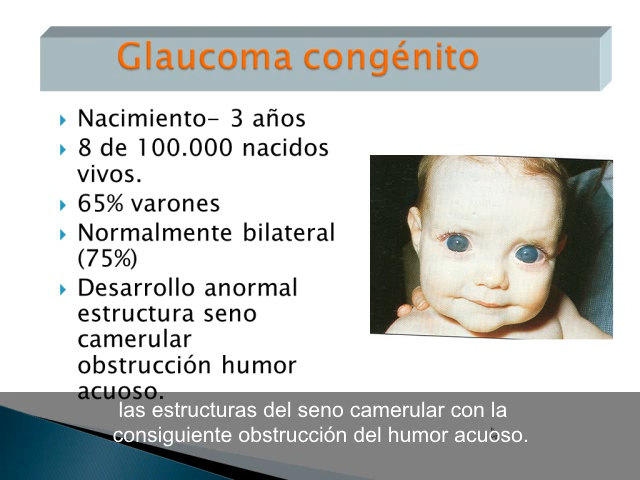 Glaucoma congénito
Nacimiento- 3 años
8 de 100.000 nacidos
vivos.
65% varones
Normalmente bilateral
(75%)
Desarrollo anormal
estructura seno
camerular
obstrucción humor
acuoso.
las estructuras del seno camerular con la
consiguiente obstrucción del humor acuoso.